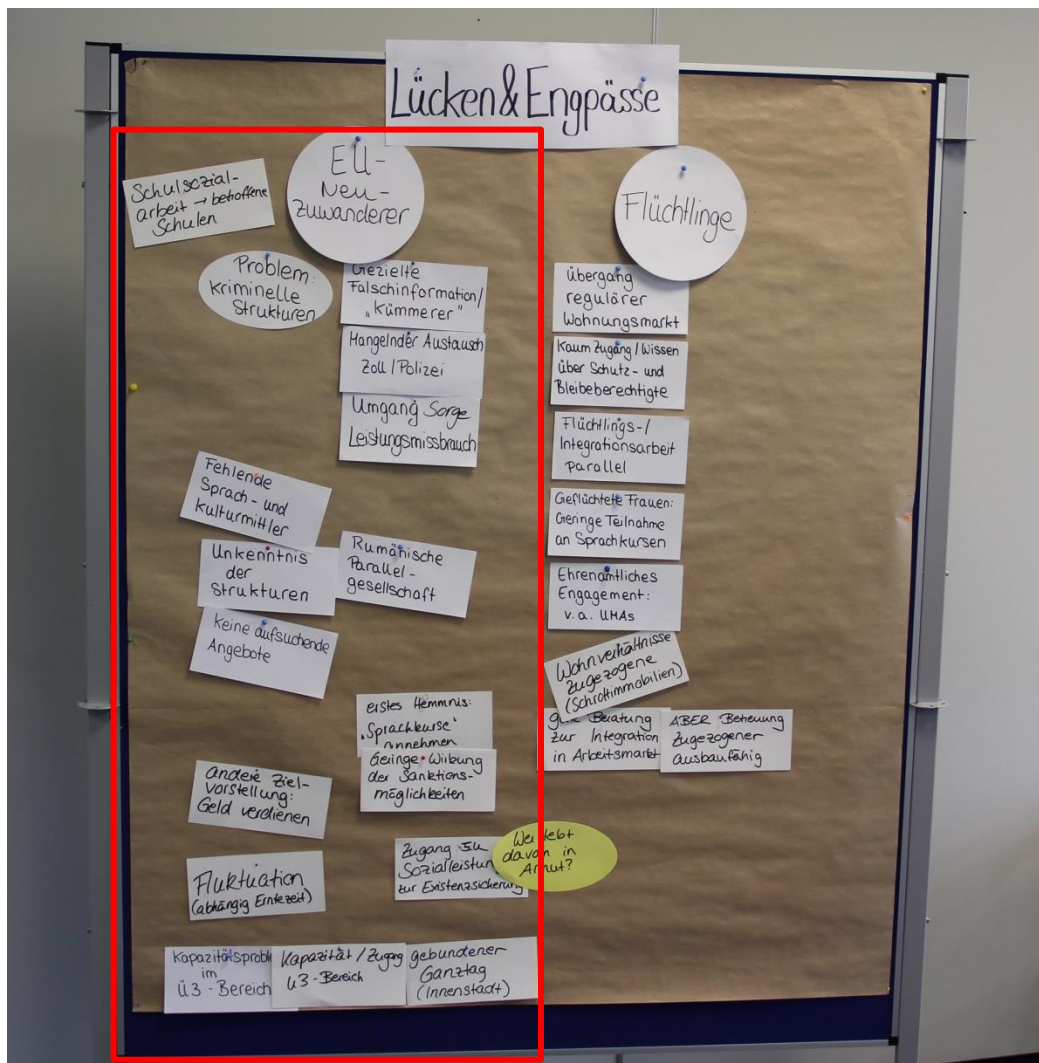 Lücken & Engpässe
EU-
Neu-
Zuwanderer
Schulsozial-
arbeit → betroffene
Schulen
Problem:
kriminelle
Strukturen
Gezielte
Falschinformation/
„Kümmerer"
Mangelnder Austausch
Zoll/Polizei
Umgang Sorge
Leistungsmissbrauch
Fehlende
Sprach- und
Kulturmittler
Unkenntnis
der
Strukturen
Rumänische
Parallel-
gesellschaft
Keine aufsuchende
Angebote
erstes Hemmnis:
„Sprachkurse"
annehmen
Geringe Wirkung
der Sanktions-
möglichkeiten
andere Ziel-
vorstellung:
Geld verdienen
Zugang zu
Sozialleistung
zur Existenzsicherung
Wer lebt
davon in
Armut?
Fluktuation
(abhängig Erntezeit)
Kapazitätsprobl
im
Ü3-Bereich
Kapazität/Zugang
U3-Bereich
gebundener
Ganztag
(Innenstadt)
Flüchtlinge
Übergang
regulärer
Wohnungsmarkt
Kaum Zugang/Wissen
über Schutz- und
Bleibeberechtigte
Flüchtlings-/
Integrationsarbeit
parallel
Geflüchtete Frauen:
Geringe Teilnahme
an Sprachkursen
Ehrenamtliches
Engagement:
v.a. UMAs
Wohnverhältnisse
Zugezogene
(Schrottimmobilien)
gute Beratung
zur Integration
in Arbeitsmarkt
ABER Betreuung
Zugezogener
ausbaufähig